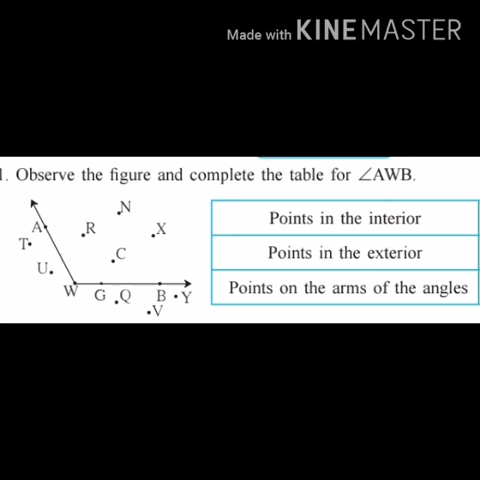 Made with KINEMASTER
1. Observe the figure and complete the table for ∠AWB.
N
A R X
T C
U
W G Q B Y
V
Points in the interior
Points in the exterior
Points on the arms of the angles